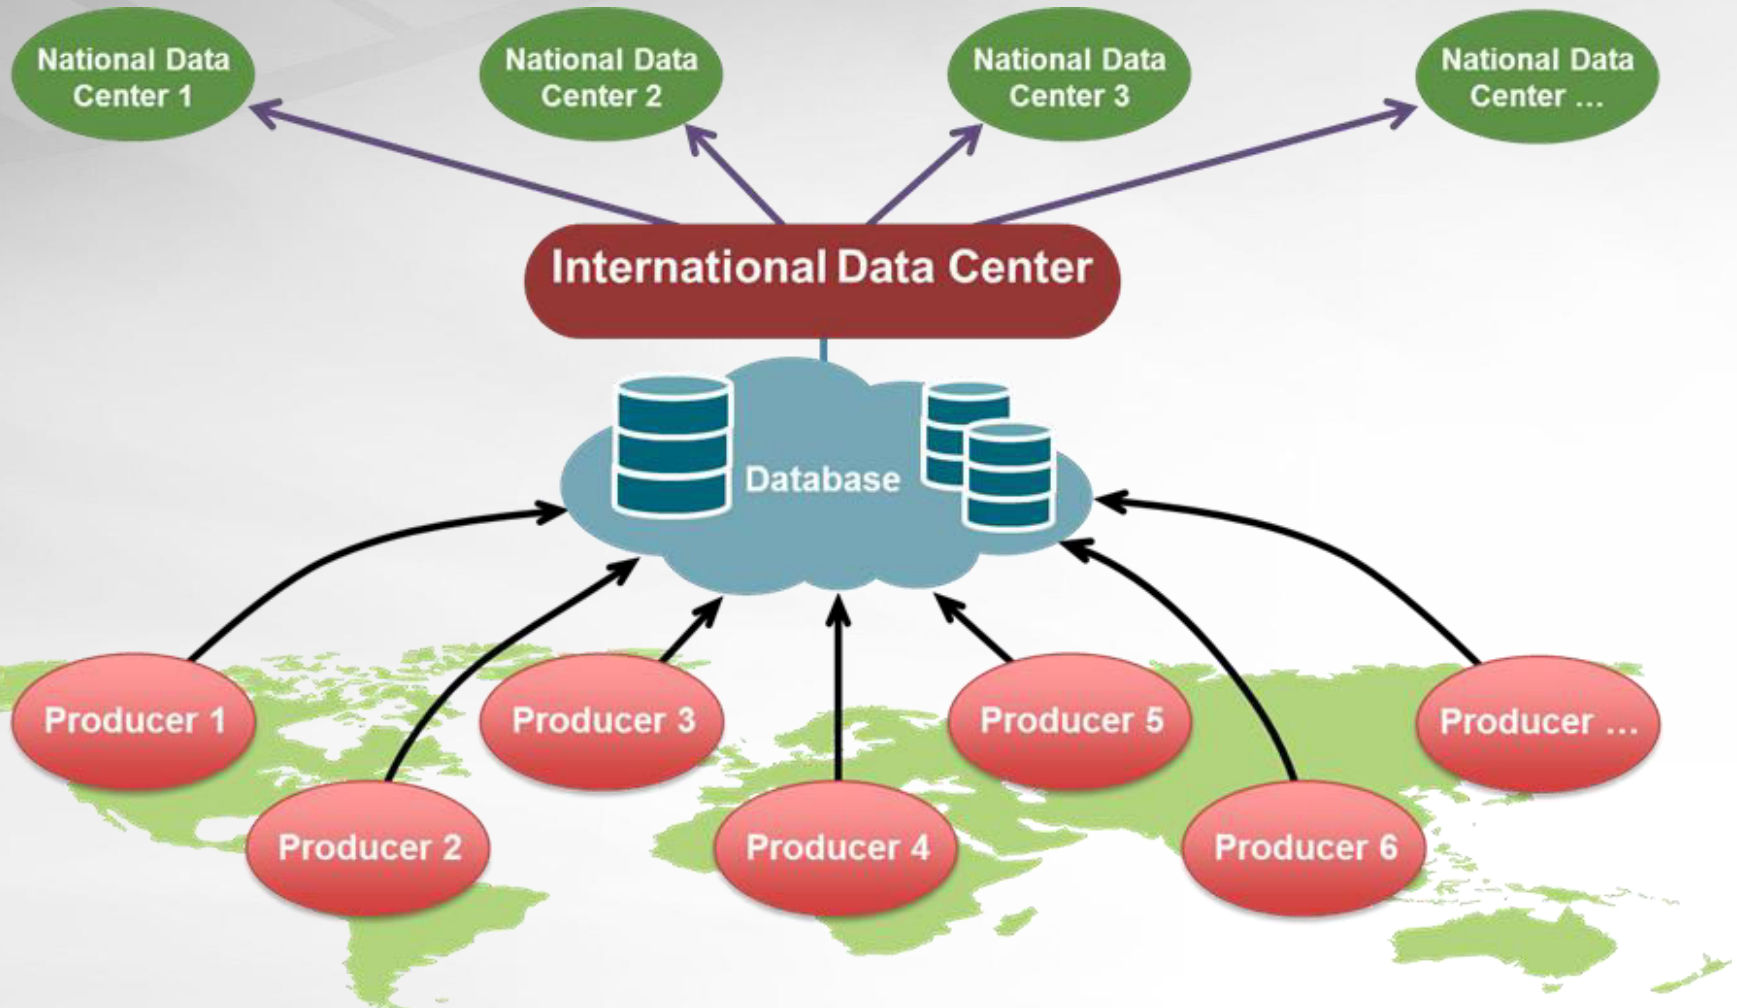 National Data
Center 1
National Data
Center 2
National Data
Center 3
National Data
Center ...
International Data Center
Database
Producer 1
Producer 3
Producer 5
Producer ...
Producer 2
Producer 4
Producer 6